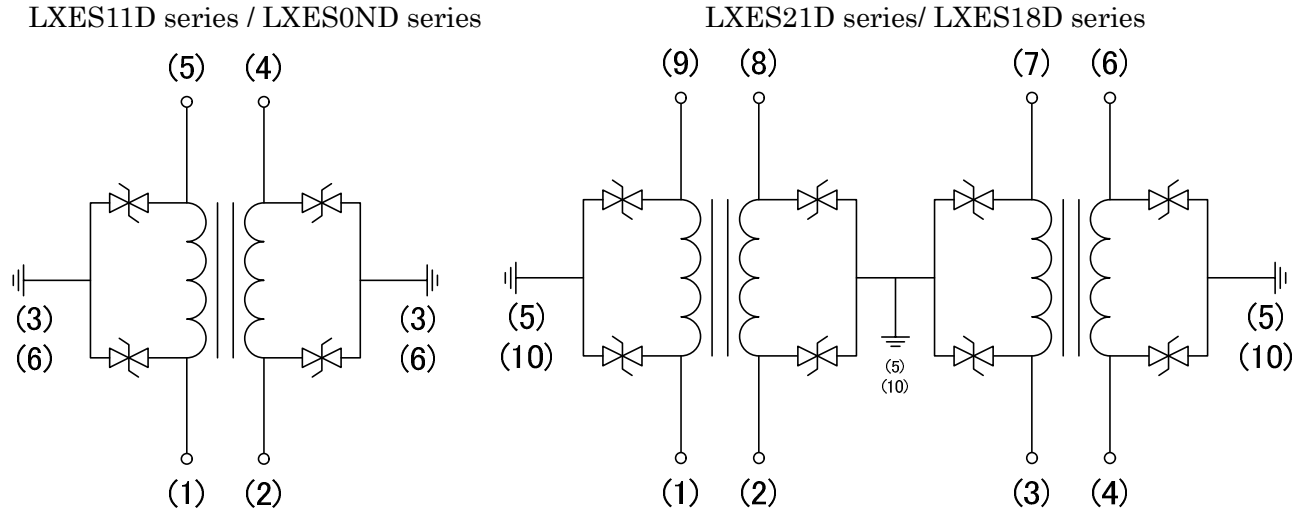 LXES11D series / LXES0ND series
LXES21D series/ LXES18D series
(5) (4)
(9) (8) (7) (6)
(3) (3)
(6) (6)
(5) (5) (5)
(10) (10) (10)
(1) (2)
(1) (2) (3) (4)